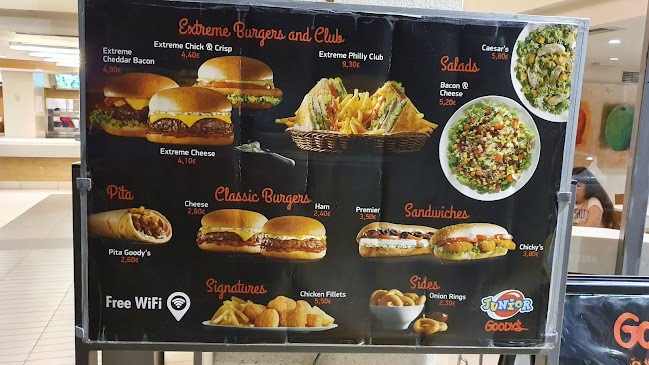 Extreme Burgers and Club
Extreme Cheddar Bacon
4,90€
Extreme Chick & Crisp
4,40€
Extreme Cheese
4,10€
Extreme Philly Club
9,30€
Salads
Caesar's
5,80€
Bacon &
Cheese
5,20€
Pita
Pita Goody's
2,60€
Classic Burgers
Cheese
2,60€
Ham
2,40€
Sandwiches
Premier
3,50€
Chicky's
3,80€
Signatures
Chicken Fillets
5,50€
Sides
Onion Rings
2,30€
Free WiFi
JUNIOR
GOODY'S
Go